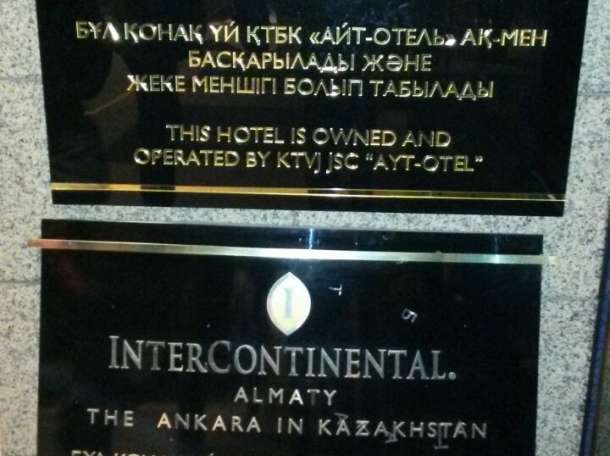 БҰЛ ҚОНАҚ ҮЙ ҚТБК «АЙТ-ОТЕЛЬ» АҚ-МЕН
БАСҚАРЫЛАДЫ ЖӘНЕ
ЖЕКЕ МЕНШІГІ БОЛЫП ТАБЫЛАДЫ
THIS HOTEL IS OWNED AND
OPERATED BY KTVJ JSC "AYT-OTEL"
I
INTERCONTINENTAL.
ALMATY
THE ANKARA IN KAZAKHSTAN